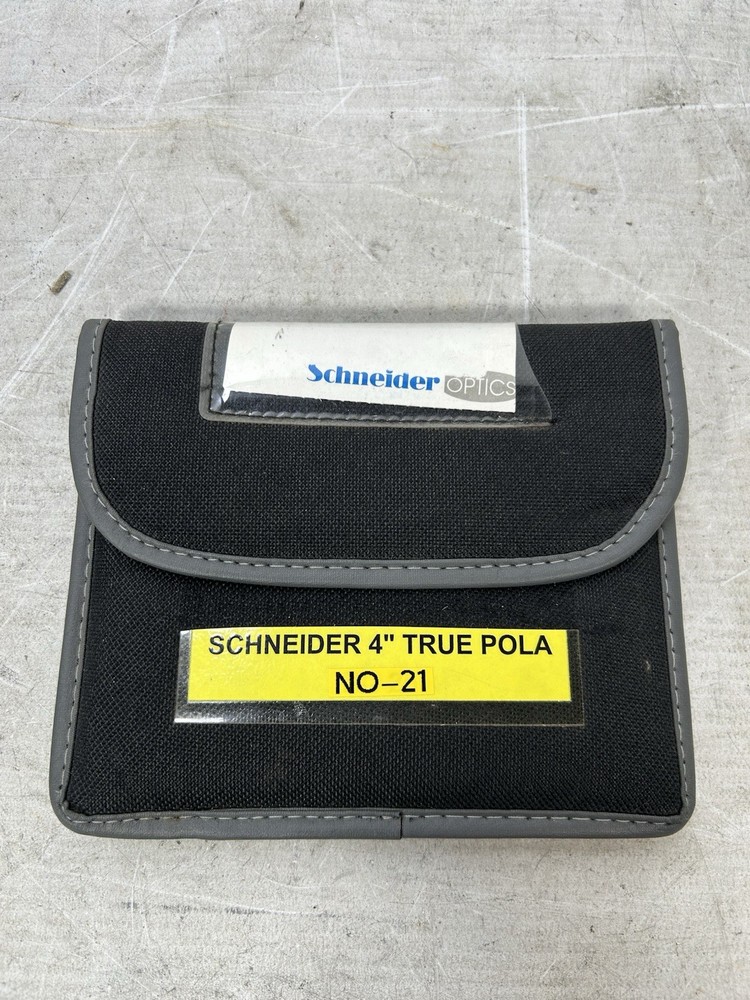 Schneider OPTICS
SCHNEIDER 4" TRUE POLA
NO-21